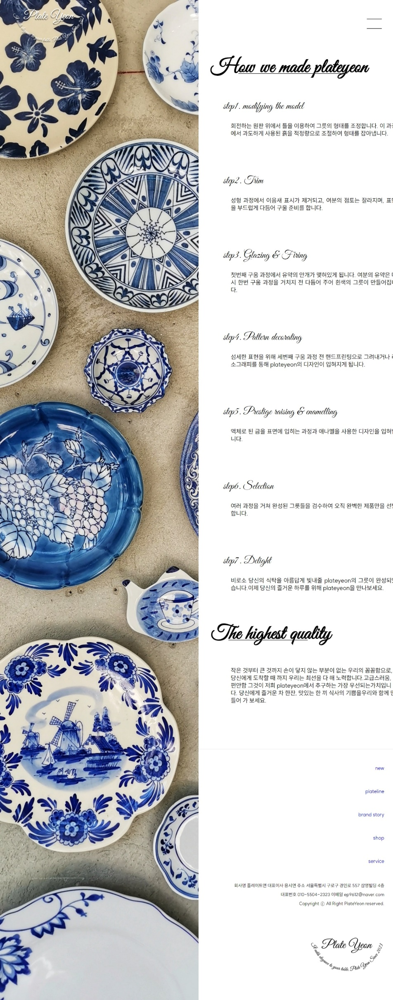 Plate Yeon
It adds elegance to your table. Plate Yeon Since 2023
How we made plateyeon
step1. modifying the model
회전하는 원판 위에서 틀을 이용하여 그릇의 형태를 조정합니다. 이 과정
에서 과도하게 사용된 흙을 적정량으로 조절하여 형태를 잡아냅니다.
step2. Trim
성형 과정에서 이음새 표시가 제거되고, 여분의 점토는 잘라지며, 표면
을 부드럽게 다듬어 구울 준비를 합니다.
step3. Glazing & Firing
첫번째 구움 과정에서 유약의 안개가 맺혀있게 됩니다. 여분의 유약은
시 한번 구움 과정을 거치지 전 다듬어 주어 흰색의 그릇이 만들어집니
다.
step4. Pattern decorating
섬세한 표현을 위해 세번째 구움 과정 전 핸드프린팅으로 그려내거나
소그래피를 통해 plateyeon의 디자인이 입혀지게 됩니다.
step5. Prestige raising & enamelling
액체로 된 금을 표면에 입히는 과정과 애나멜을 사용한 디자인을
니다.
step6. Selection
여러 과정을 거쳐 완성된 그릇들을 검수하여 오직 완벽한 제품만을 선별
합니다.
step7. Delight
비로소 당신의 식탁을 아름답게 빛내줄 plateyeon의 그릇이 완성되었
습니다.이제 당신의 즐거운 하루를 위해 plateyeon을 만나보세요.
The highest quality
작은 것부터 큰 것까지 손이 닿지 않는 부분이 없는 우리의 꼼꼼함으로,
당신에게 도착할 때 까지 우리는 최선을 다 해 노력합니다.고급스러움,
편안함 그것이 저희 plateyeon에서 추구하는 가장 우선되는가치입니
다. 당신에게 즐거운 차 한잔, 맛있는 한 끼 식사의 기쁨을우리와 함께 만
들어 가 보세요.
new
plateline
brand story
shop
service
회사명 플레이트연 대표이사 용시연 주소 서울특별시 구로구 경인로 557 삼영빌딩 4층
대표번호 010-5504-2323 이메일 ep9612@naver.com
Copyright ⓒ All Right PlateYeon reserved.
Plate Yeon
It adds elegance to your table. Plate Yeon Since 2023